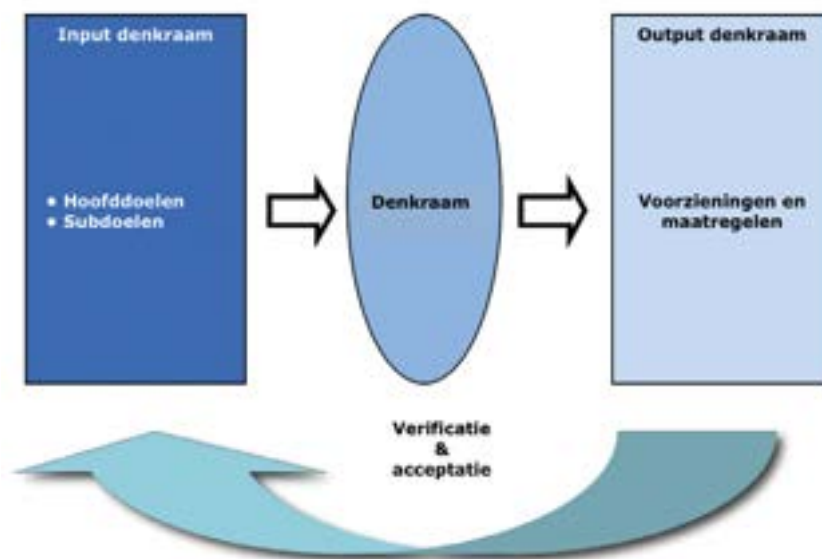 Input denkraam
• Hoofddoelen
• Subdoelen
Denkraam
Output denkraam
Voorzieningen en
maatregelen
Verificatie
&
acceptatie